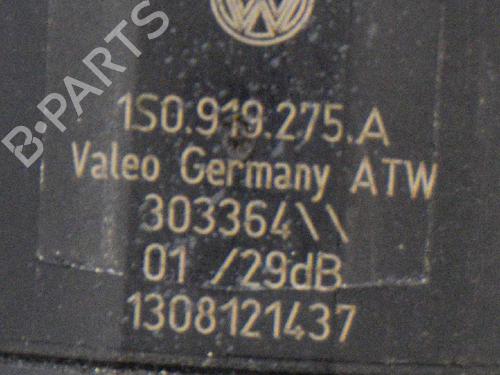 B-PARTS
1S0.919.275.A
Valeo Germany ATW
303364\\
01 /29dB
1308121437